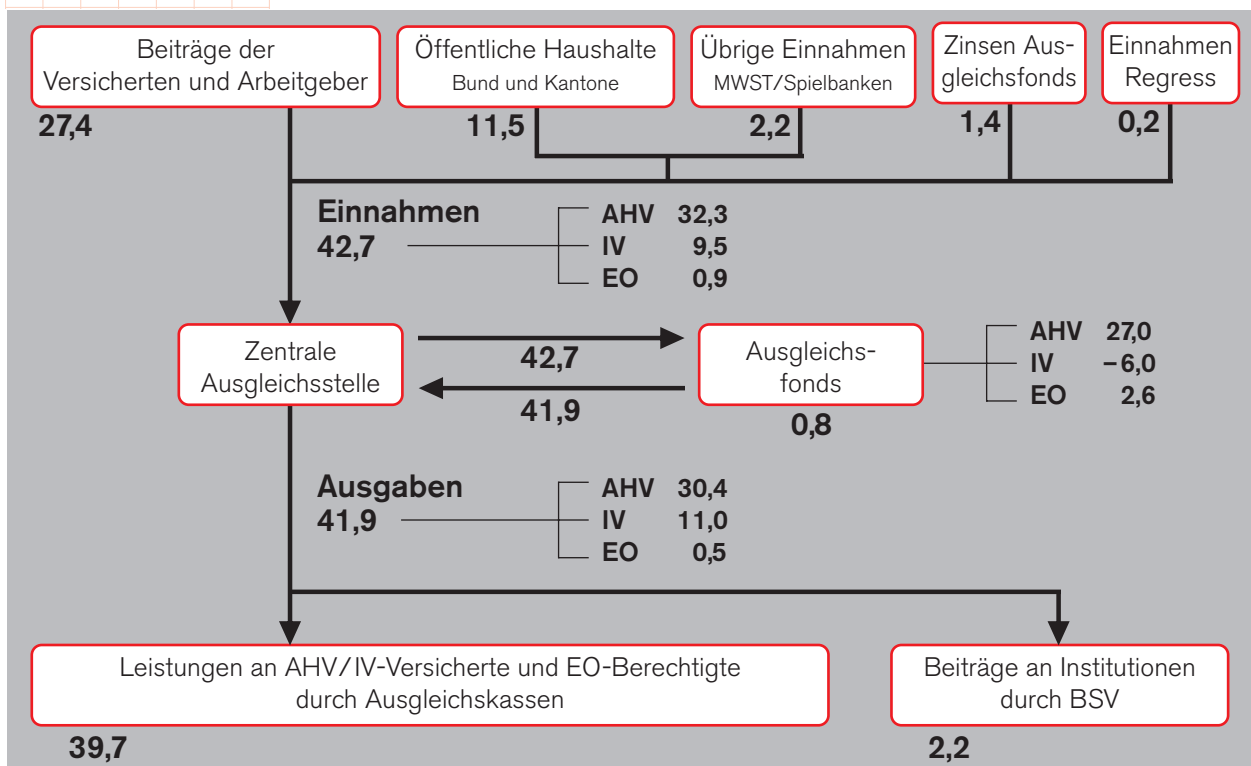 Beiträge der
Versicherten und Arbeitgeber
27,4
Öffentliche Haushalte
Bund und Kantone
11,5
Übrige Einnahmen
MWST/Spielbanken
2,2
Zinsen Aus-
gleichsfonds
1,4
Einnahmen
Regress
0,2
Einnahmen
42,7
AHV 32,3
IV 9,5
EO 0,9
Zentrale
Ausgleichsstelle
42,7
41,9
Ausgleichs-
fonds
0,8
AHV 27,0
IV –6,0
EO 2,6
Ausgaben
41,9
AHV 30,4
IV 11,0
EO 0,5
Leistungen an AHV/IV-Versicherte und EO-Berechtigte
durch Ausgleichskassen
39,7
Beiträge an Institutionen
durch BSV
2,2